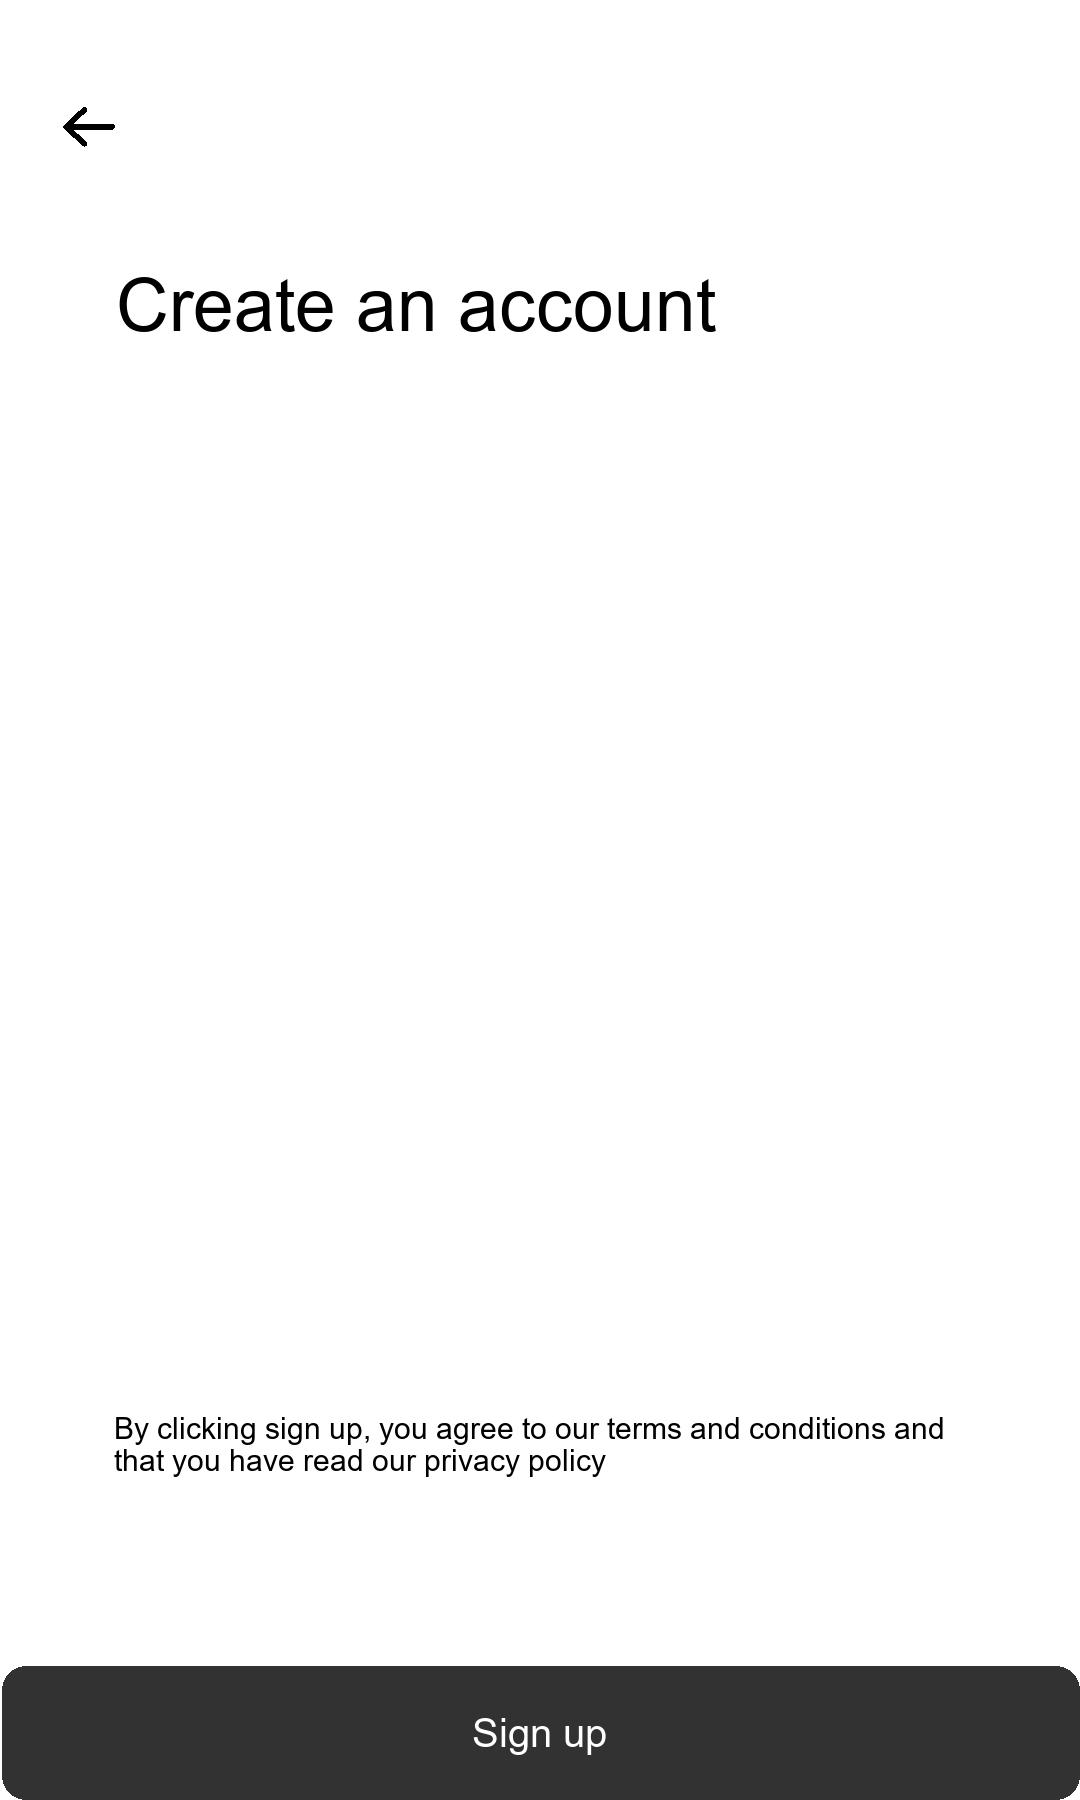 Create an account
By clicking sign up, you agree to our terms and conditions and
that you have read our privacy policy
Sign up